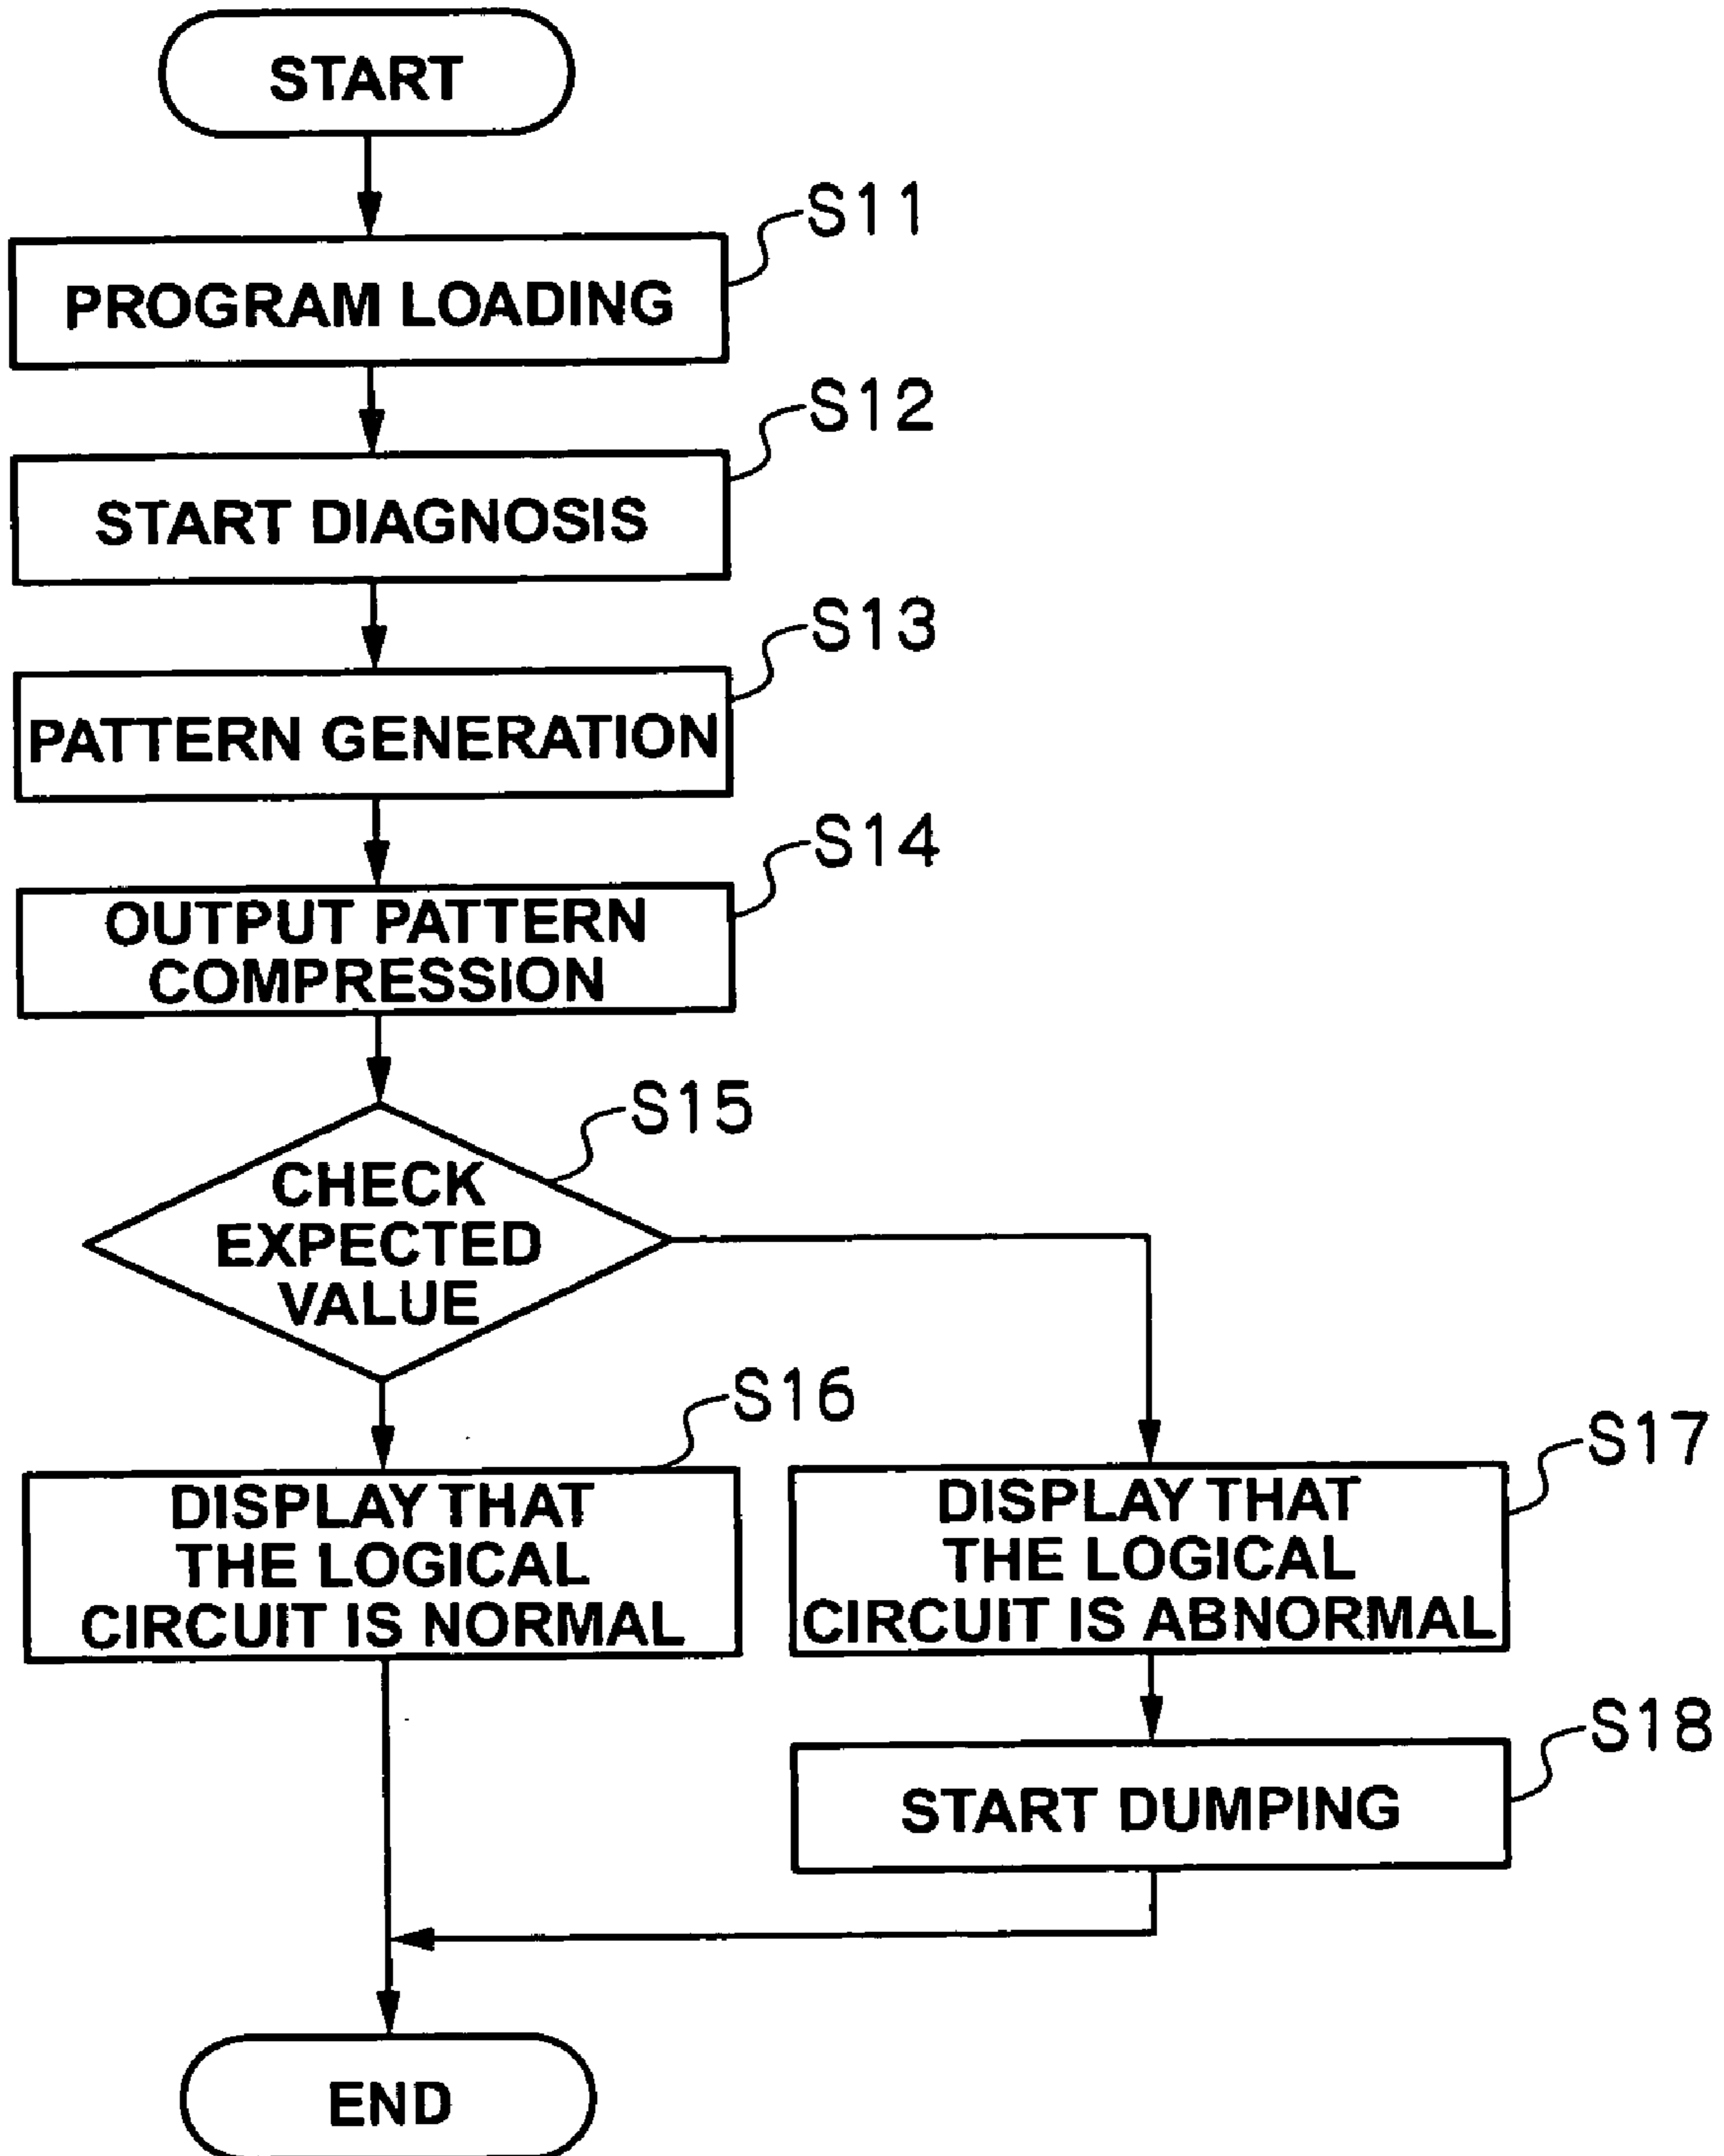 START
S11
PROGRAM LOADING
S12
START DIAGNOSIS
S13
PATTERN GENERATION
S14
OUTPUT PATTERN
COMPRESSION
S15
CHECK
EXPECTED
VALUE
S16
DISPLAY THAT
THE LOGICAL
CIRCUIT IS NORMAL
S17
DISPLAY THAT
THE LOGICAL
CIRCUIT IS ABNORMAL
S18
START DUMPING
END